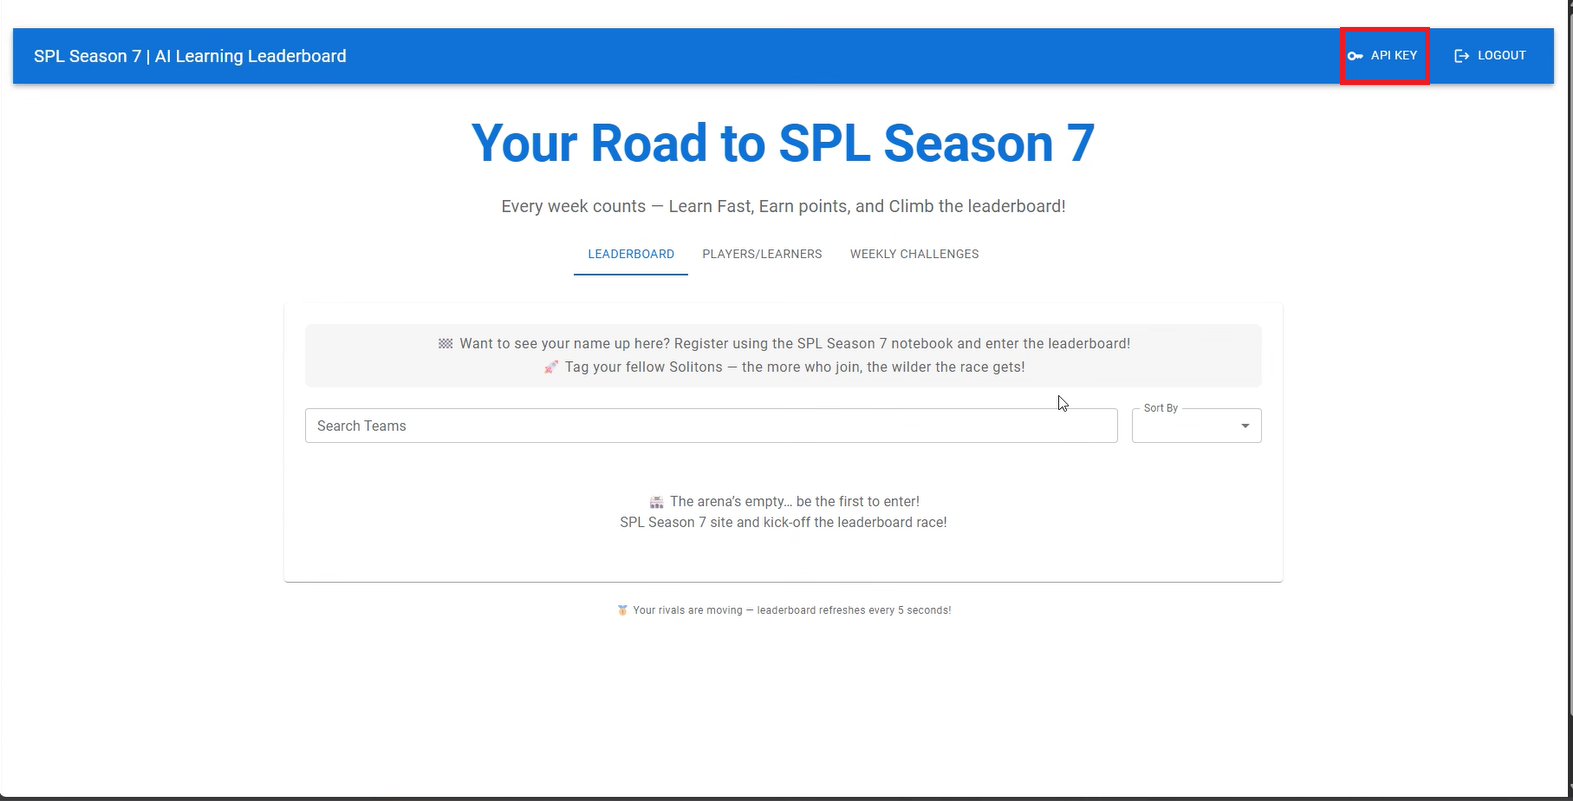 SPL Season 7 | AI Learning Leaderboard
API KEY
LOGOUT
Your Road to SPL Season 7
Every week counts — Learn Fast, Earn points, and Climb the leaderboard!
LEADERBOARD
PLAYERS/LEARNERS
WEEKLY CHALLENGES
🏁 Want to see your name up here? Register using the SPL Season 7 notebook and enter the leaderboard!
🚀 Tag your fellow Solitons — the more who join, the wilder the race gets!
Search Teams
Sort By
The arena’s empty… be the first to enter!
SPL Season 7 site and kick-off the leaderboard race!
🏅 Your rivals are moving — leaderboard refreshes every 5 seconds!